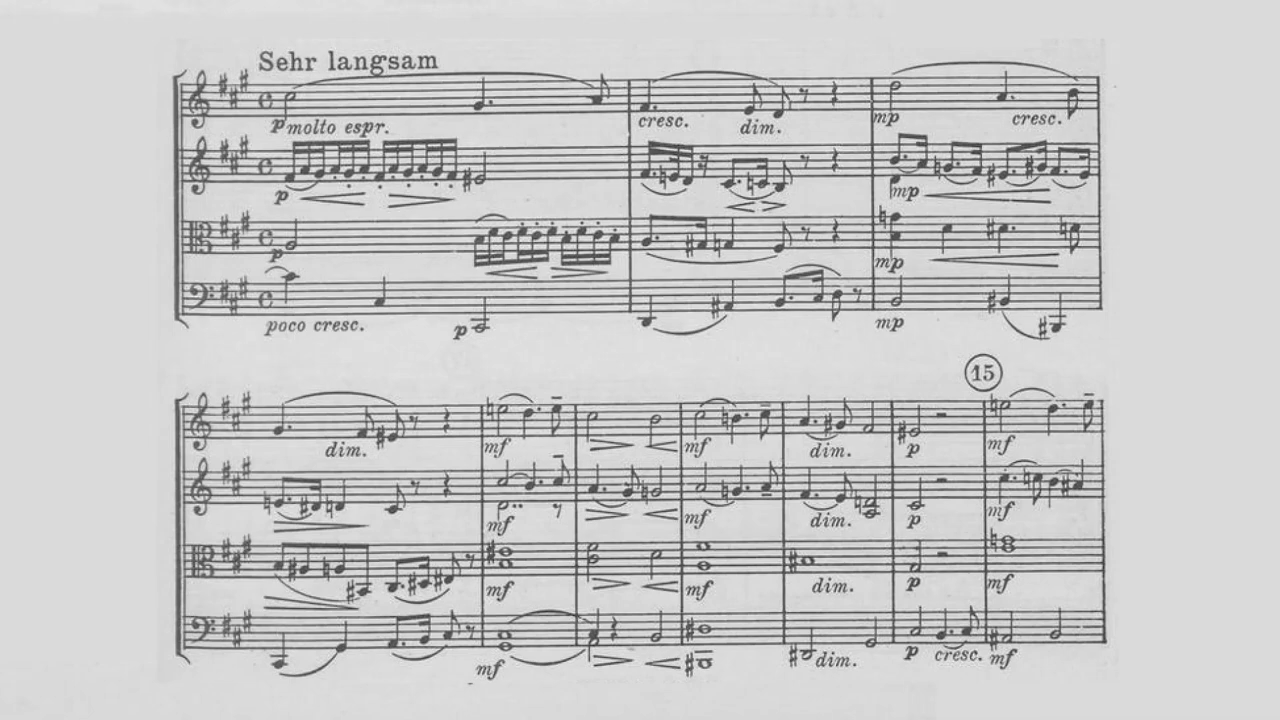 Sehr langsam
p molto espr. cresc. dim. mp cresc.
p mp
p mp
poco cresc. p mp
15
dim. mf mf dim. p mf
mf mf dim. p mf
mf mf dim. p mf
mf dim. p cresc. mf